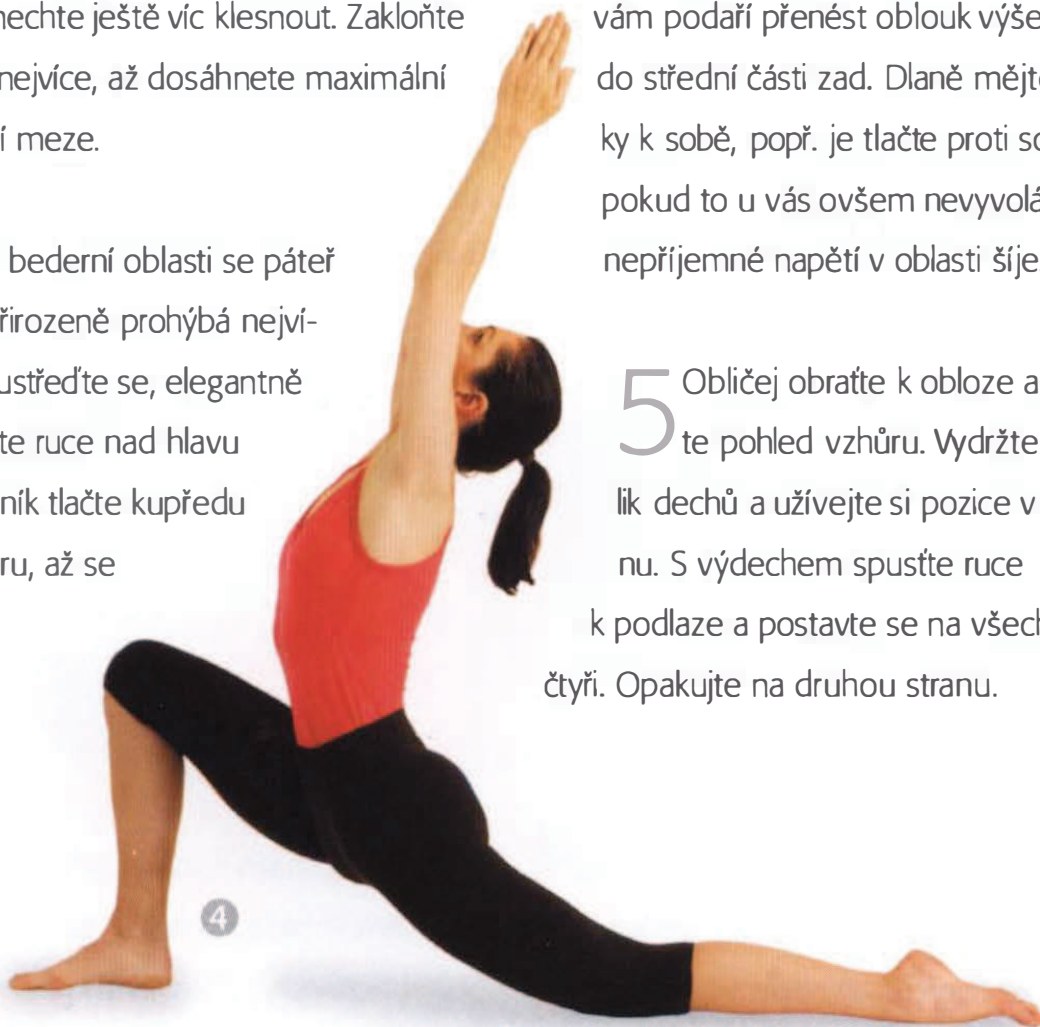 nechte ještě víc klesnout. Zakloňte
nejvíce, až dosáhnete maximální
í meze.
bederní oblasti se páteř
řirozeně prohýbá nejví-
ustřeďte se, elegantně
te ruce nad hlavu
ník tlačte kupředu
ru, až se
4
vám podaří přenést oblouk výše
do střední části zad. Dlaně mějte
ky k sobě, popř. je tlačte proti so
pokud to u vás ovšem nevyvolá
nepříjemné napětí v oblasti šíje.
5 Obličej obraťte k obloze a
te pohled vzhůru. Vydržte
lik dechů a užívejte si pozice v
nu. S výdechem spusťte ruce
k podlaze a postavte se na všech
čtyři. Opakujte na druhou stranu.